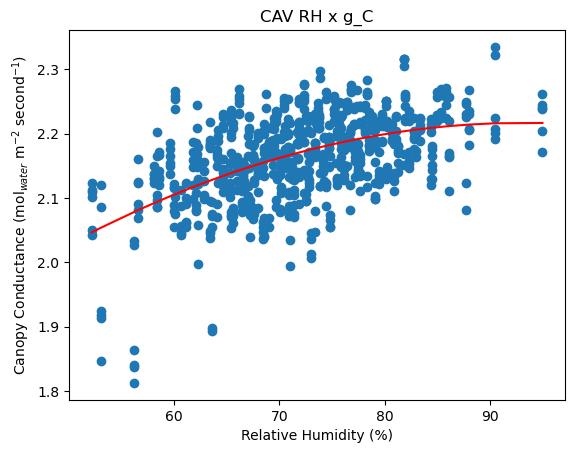 CAV RH x g_C
Canopy Conductance (mol_water m⁻² second⁻¹)
2.3
2.2
2.1
2.0
1.9
1.8
60 70 80 90
Relative Humidity (%)